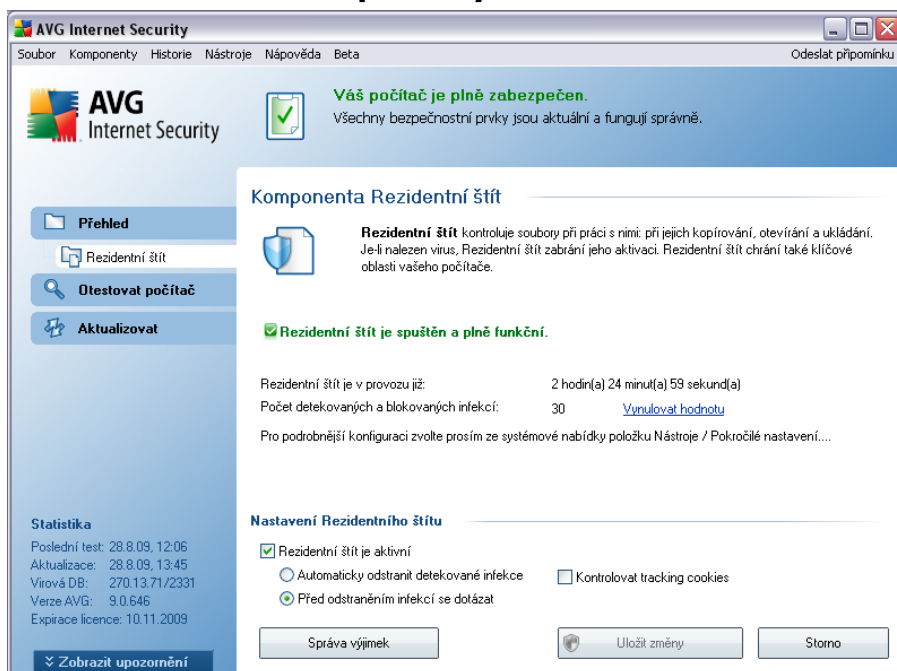 AVG Internet Security
Soubor Komponenty Historie Nástroje Nápověda Beta Odeslat připomínku
AVG
Internet Security
Váš počítač je plně zabezpečen.
Všechny bezpečnostní prvky jsou aktuální a fungují správně.
Komponenta Rezidentní štít
Přehled
Rezidentní štít
Otestovat počítač
Aktualizovat
Rezidentní štít kontroluje soubory při práci s nimi: při jejich kopírování, otevírání a ukládání.
Je-li nalezen virus, Rezidentní štít zabrání jeho aktivaci. Rezidentní štít chrání také klíčové
oblasti vašeho počítače.
Rezidentní štít je spuštěn a plně funkční.
Rezidentní štít je v provozu již: 2 hodin(a) 24 minut(a) 59 sekund(a)
Počet detekovaných a blokovaných infekcí: 30 Vynulovat hodnotu
Pro podrobnější konfiguraci zvolte prosím ze systémové nabídky položku Nástroje / Pokročilé nastavení....
Statistika
Poslední test: 28.8.09, 12:06
Aktualizace: 28.8.09, 13:45
Virová DB: 270.13.71/2331
Verze AVG: 9.0.646
Expirace licence: 10.11.2009
Zobrazit upozornění
Nastavení Rezidentního štítu
Rezidentní štít je aktivní
Automaticky odstranit detekované infekce Kontrolovat tracking cookies
Před odstraněním infekcí se dotázat
Správa výjimek Uložit změny Storno